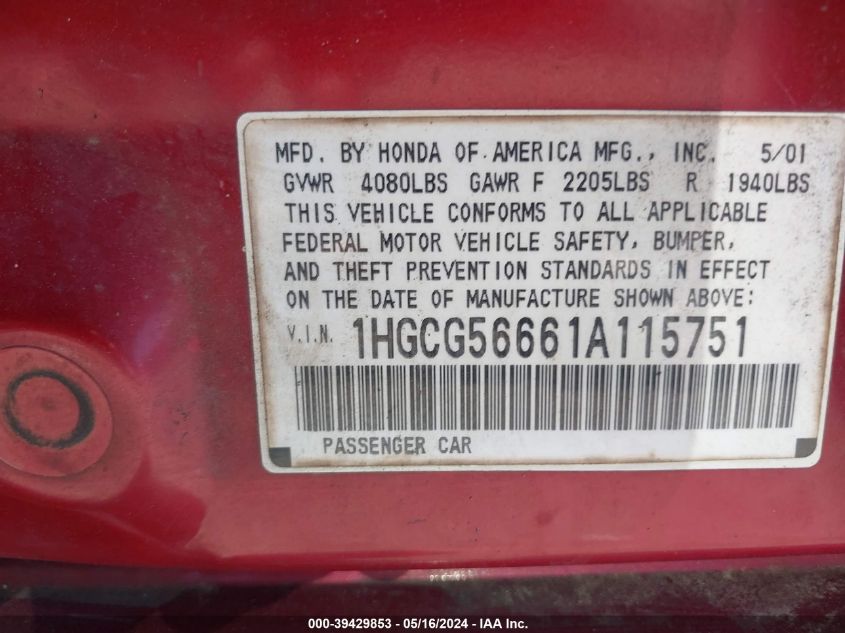 MFD. BY HONDA OF AMERICA MFG., INC. 5/01
GVWR 4080LBS GAWR F 2205LBS R 1940LBS
THIS VEHICLE CONFORMS TO ALL APPLICABLE
FEDERAL MOTOR VEHICLE SAFETY, BUMPER,
AND THEFT PREVENTION STANDARDS IN EFFECT
ON THE DATE OF MANUFACTURE SHOWN ABOVE:
V.I.N. 1HGCG56661A115751
PASSENGER CAR
000-39429853 - 05/16/2024 - IAA Inc.